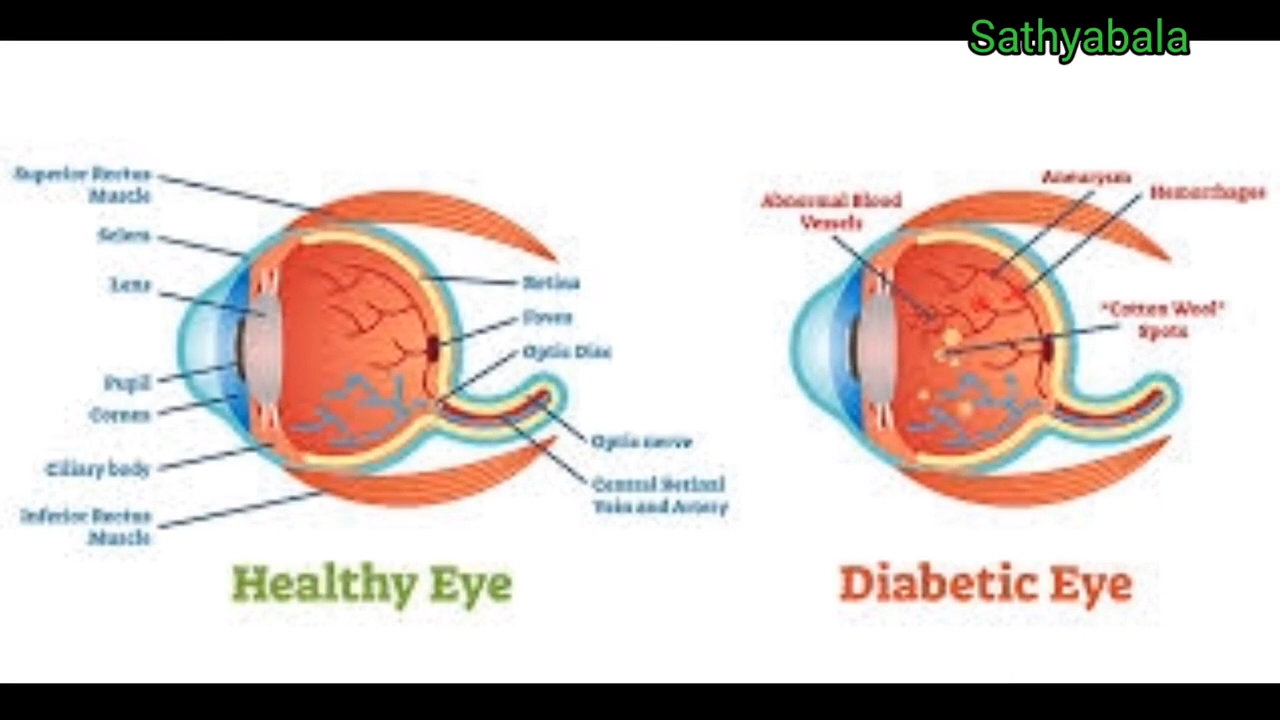 Sathyabala
Superior Rectus
Muscle
Sclera
Lens
Pupil
Cornea
Ciliary body
Inferior Rectus
Muscle
Retina
Fovea
Optic Disc
Optic nerve
Central Retinal
Vein and Artery
Healthy Eye
Abnormal Blood
Vessels
Aneurysm
Hemorrhages
"Cotton Wool"
Spots
Diabetic Eye